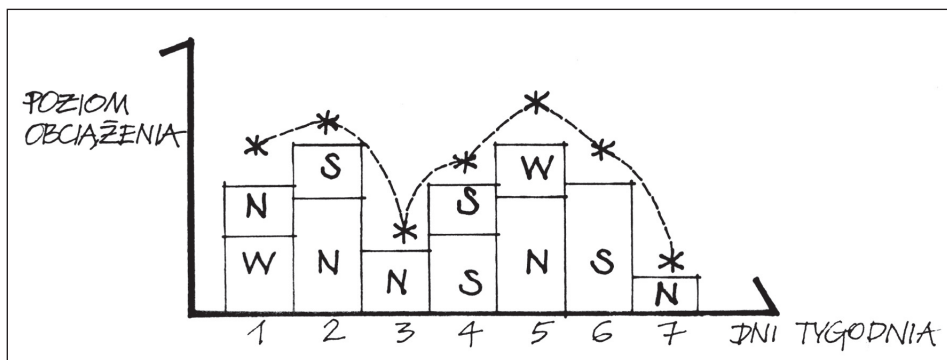 POZIOM
OBCIĄŻENIA
S W
N S
W N N S N S N
1 2 3 4 5 6 7 DNI TYGODNIA